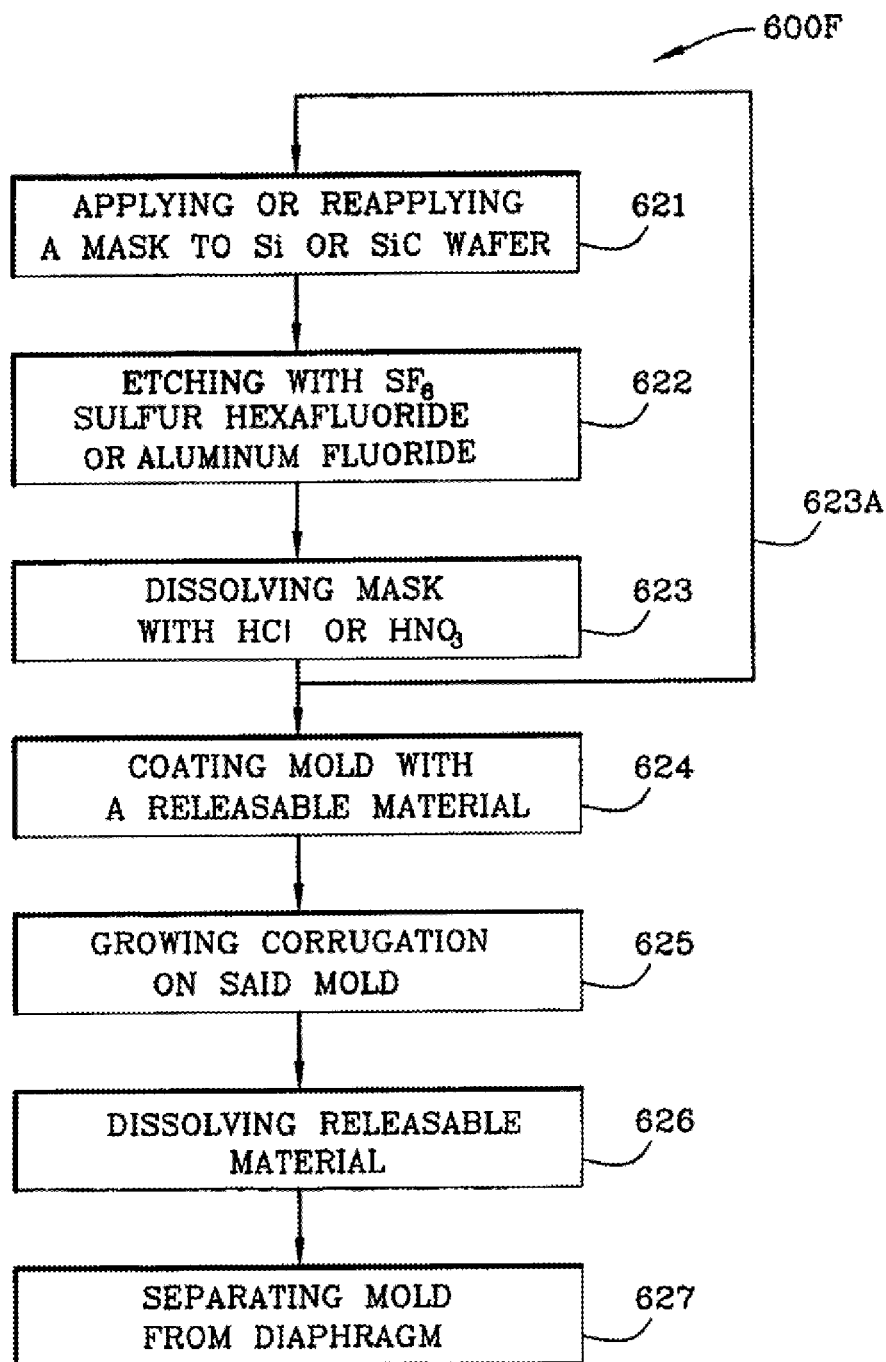 600F
APPLYING OR REAPPLYING
A MASK TO Si OR SiC WAFER
621
ETCHING WITH SF₆
SULFUR HEXAFLUORIDE
OR ALUMINUM FLUORIDE
622
623A
DISSOLVING MASK
WITH HCl OR HNO₃
623
COATING MOLD WITH
A RELEASABLE MATERIAL
624
GROWING CORRUGATION
ON SAID MOLD
625
DISSOLVING RELEASABLE
MATERIAL
626
SEPARATING MOLD
FROM DIAPHRAGM
627